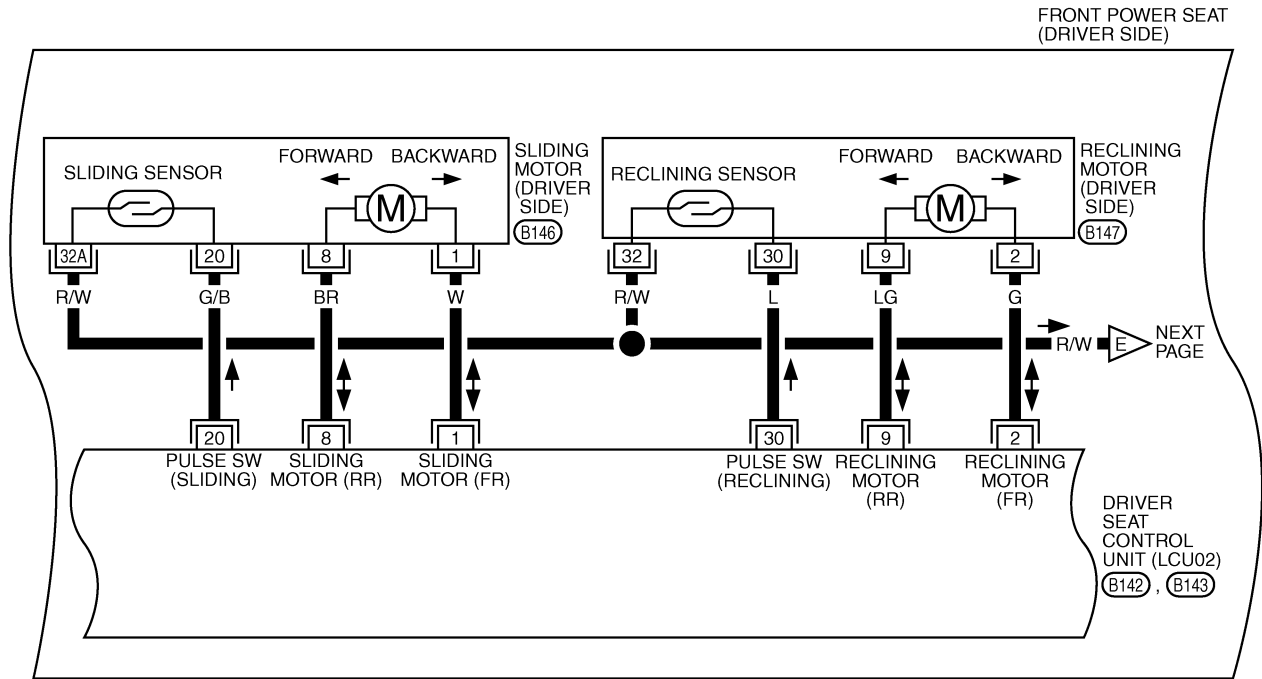 FRONT POWER SEAT
(DRIVER SIDE)
SLIDING SENSOR
FORWARD
BACKWARD
SLIDING
MOTOR
(DRIVER
SIDE)
B146
M
RECLINING SENSOR
FORWARD
BACKWARD
RECLINING
MOTOR
(DRIVER
SIDE)
B147
M
32A
20
8
1
32
30
9
2
R/W
G/B
BR
W
R/W
L
LG
G
R/W
E
NEXT
PAGE
20
8
1
30
9
2
PULSE SW
(SLIDING)
SLIDING
MOTOR (RR)
SLIDING
MOTOR (FR)
PULSE SW
(RECLINING)
RECLINING
MOTOR
(RR)
RECLINING
MOTOR
(FR)
DRIVER
SEAT
CONTROL
UNIT (LCU02)
B142 , B143